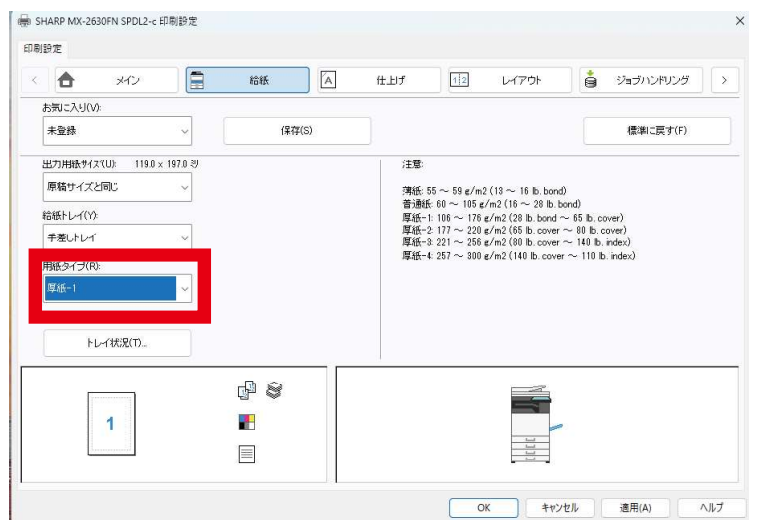 SHARP MX-2630FN SPDL2-c 印刷設定
印刷設定
メイン
給紙
仕上げ
レイアウト
ジョブハンドリング
お気に入り(V):
未登録
保存(S)
標準に戻す(F)
出力用紙サイズ(U): 119.0 x 197.0 ミリ
原稿サイズと同じ
給紙トレイ(Y):
手差しトレイ
用紙タイプ(R):
厚紙-1
トレイ状況(T)...
注意:
薄紙: 55 ～ 59 g/m2 (13 ～ 16 lb. bond)
普通紙: 60 ～ 105 g/m2 (16 ～ 28 lb. bond)
厚紙-1: 106 ～ 176 g/m2 (28 lb. bond ～ 65 lb. cover)
厚紙-2: 177 ～ 220 g/m2 (65 lb. cover ～ 80 lb. cover)
厚紙-3: 221 ～ 256 g/m2 (80 lb. cover ～ 140 lb. index)
厚紙-4: 257 ～ 300 g/m2 (140 lb. cover ～ 110 lb. index)
1
OK
キャンセル
適用(A)
ヘルプ